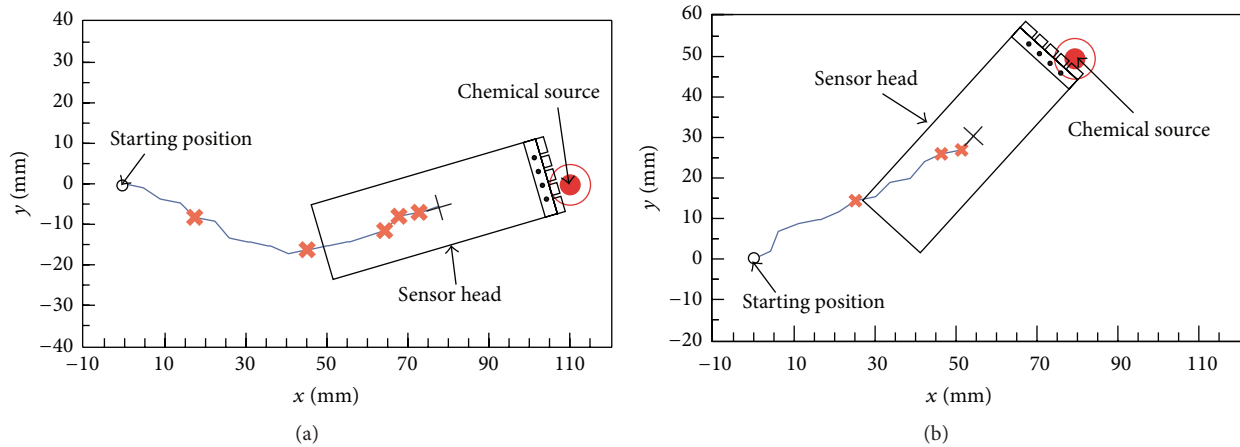 40
30
20
10
0
−10
−20
−30
−40
y (mm)
−10
10
30
50
70
90
110
x (mm)
Starting position
Chemical source
Sensor head
(a)
60
50
40
30
20
10
0
−10
−20
y (mm)
−10
10
30
50
70
90
110
x (mm)
Sensor head
Chemical source
Starting position
(b)